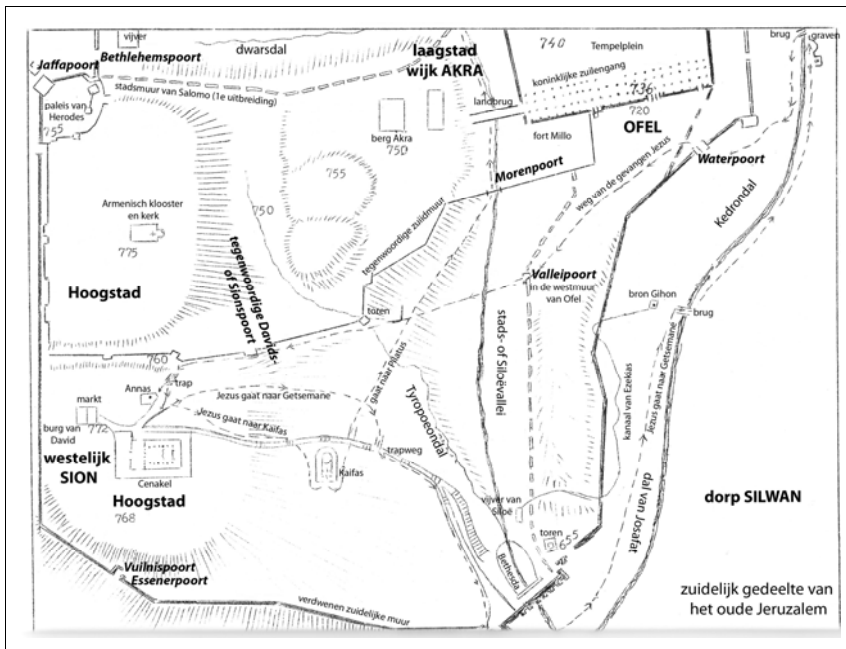 vijver
Bethlehemspoort
dwarsdal
laagstad
wijk AKRA
740
Tempelplein
brug
graven
Jaffapoort
stadsmuur van Salomo (1e uitbreiding)
koninklijke zuilengang
736
paleis van
Herodes
755
landbrug
720
berg Akra
750
fort Millo
OFEL
755
Morenpoort
Waterpoort
weg van de gevangen Jezus
Kedrondal
Armenisch klooster
en kerk
775
750
tegenwoordige zuidmuur
tegenwoordige Davids-
of Sionspoort
Hoogstad
Valleipoort
in de westmuur
van Ofel
bron Gihon
brug
toren
stads- of Siloëvallei
760
gaat naar Pilatus
trap
Annas
Jezus gaat naar Getsemane
markt
Jezus gaat naar Kaifas
Tyropoeondal
kanaal van Ezekias
Jezus gaat naar Getsemane
burg van
David
772
trapweg
westelijk
SION
Kaifas
Cenakel
Hoogstad
768
vijver van
Siloë
dal van Josafat
dorp SILWAN
toren
655
Bethesda
Vuilnispoort
Essenerpoort
verdwenen zuidelijke muur
zuidelijk gedeelte van
het oude Jeruzalem